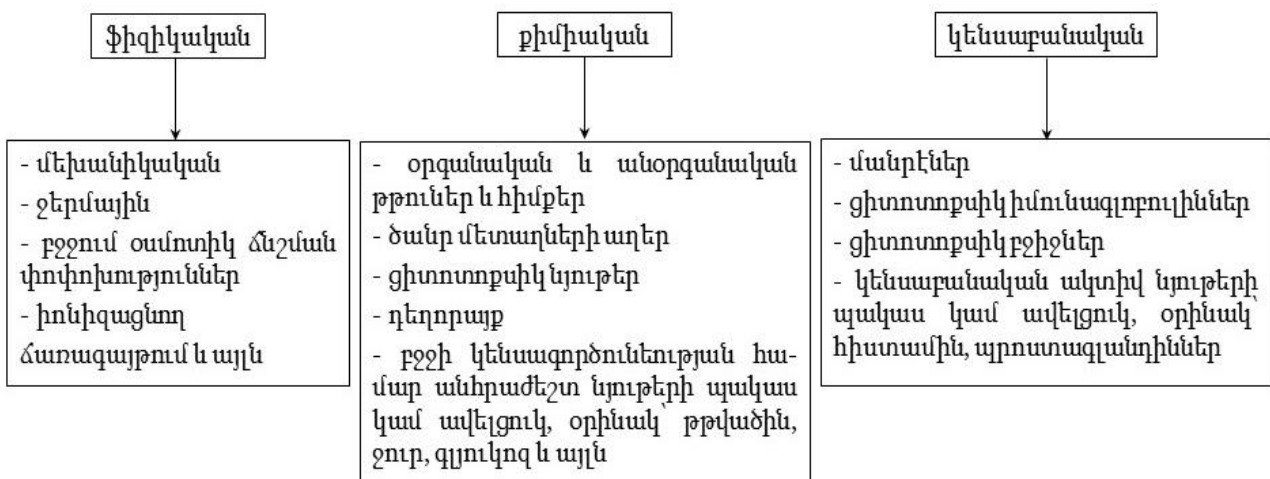 ֆիզիկական
- մեխանիկական
- ջերմային
- բջջում օսմոտիկ ճնշման
փոփոխություններ
- իոնիզացնող
ճառագայթում և այլն
քիմիական
- օրգանական և անօրգանական
թթուներ և հիմքեր
- ծանր մետաղների աղեր
- ցիտոտոքսիկ նյութեր
- դեղորայք
- բջջի կենսագործունեության հա-
մար անհրաժեշտ նյութերի պակաս
կամ ավելցուկ, օրինակ՝ թթվածին,
ջուր, գլյուկոզ և այլն
կենսաբանական
- մանրէներ
- ցիտոտոքսիկ իմունագլոբուլիններ
- ցիտոտոքսիկ բջիջներ
- կենսաբանական ակտիվ նյութերի
պակաս կամ ավելցուկ, օրինակ՝
հիստամին, պրոստագլանդիններ